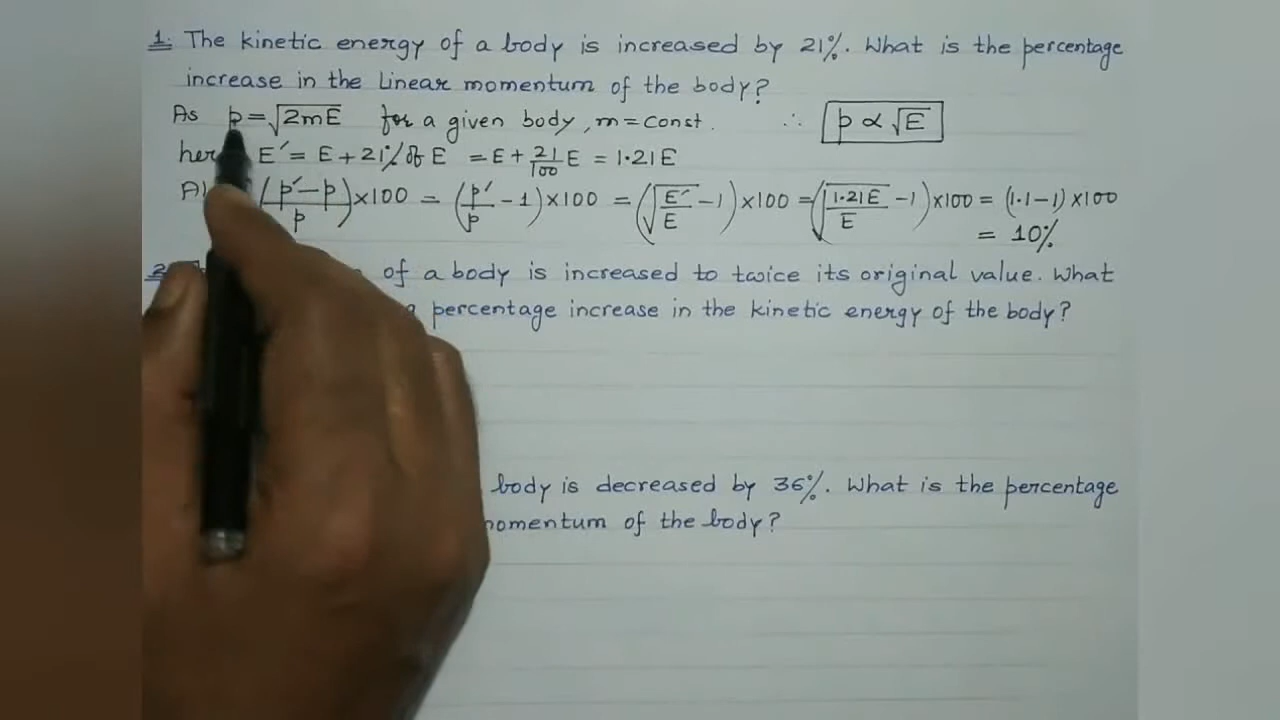 1. The kinetic energy of a body is increased by 21%. What is the percentage
increase in the Linear momentum of the body?
As p = √2mE for a given body, m = const. ∴ p ∝ √E
E′ = E + 21% of E = E + 21/100 E = 1.21E
(p′ − p / p) × 100 = (p′/p − 1) × 100 = (√E′/E − 1) × 100 = (√1.21E/E − 1) × 100 = (1.1 − 1) × 100
= 10%
2. of a body is increased to twice its original value. What
percentage increase in the kinetic energy of the body?
body is decreased by 36%. What is the percentage
momentum of the body?